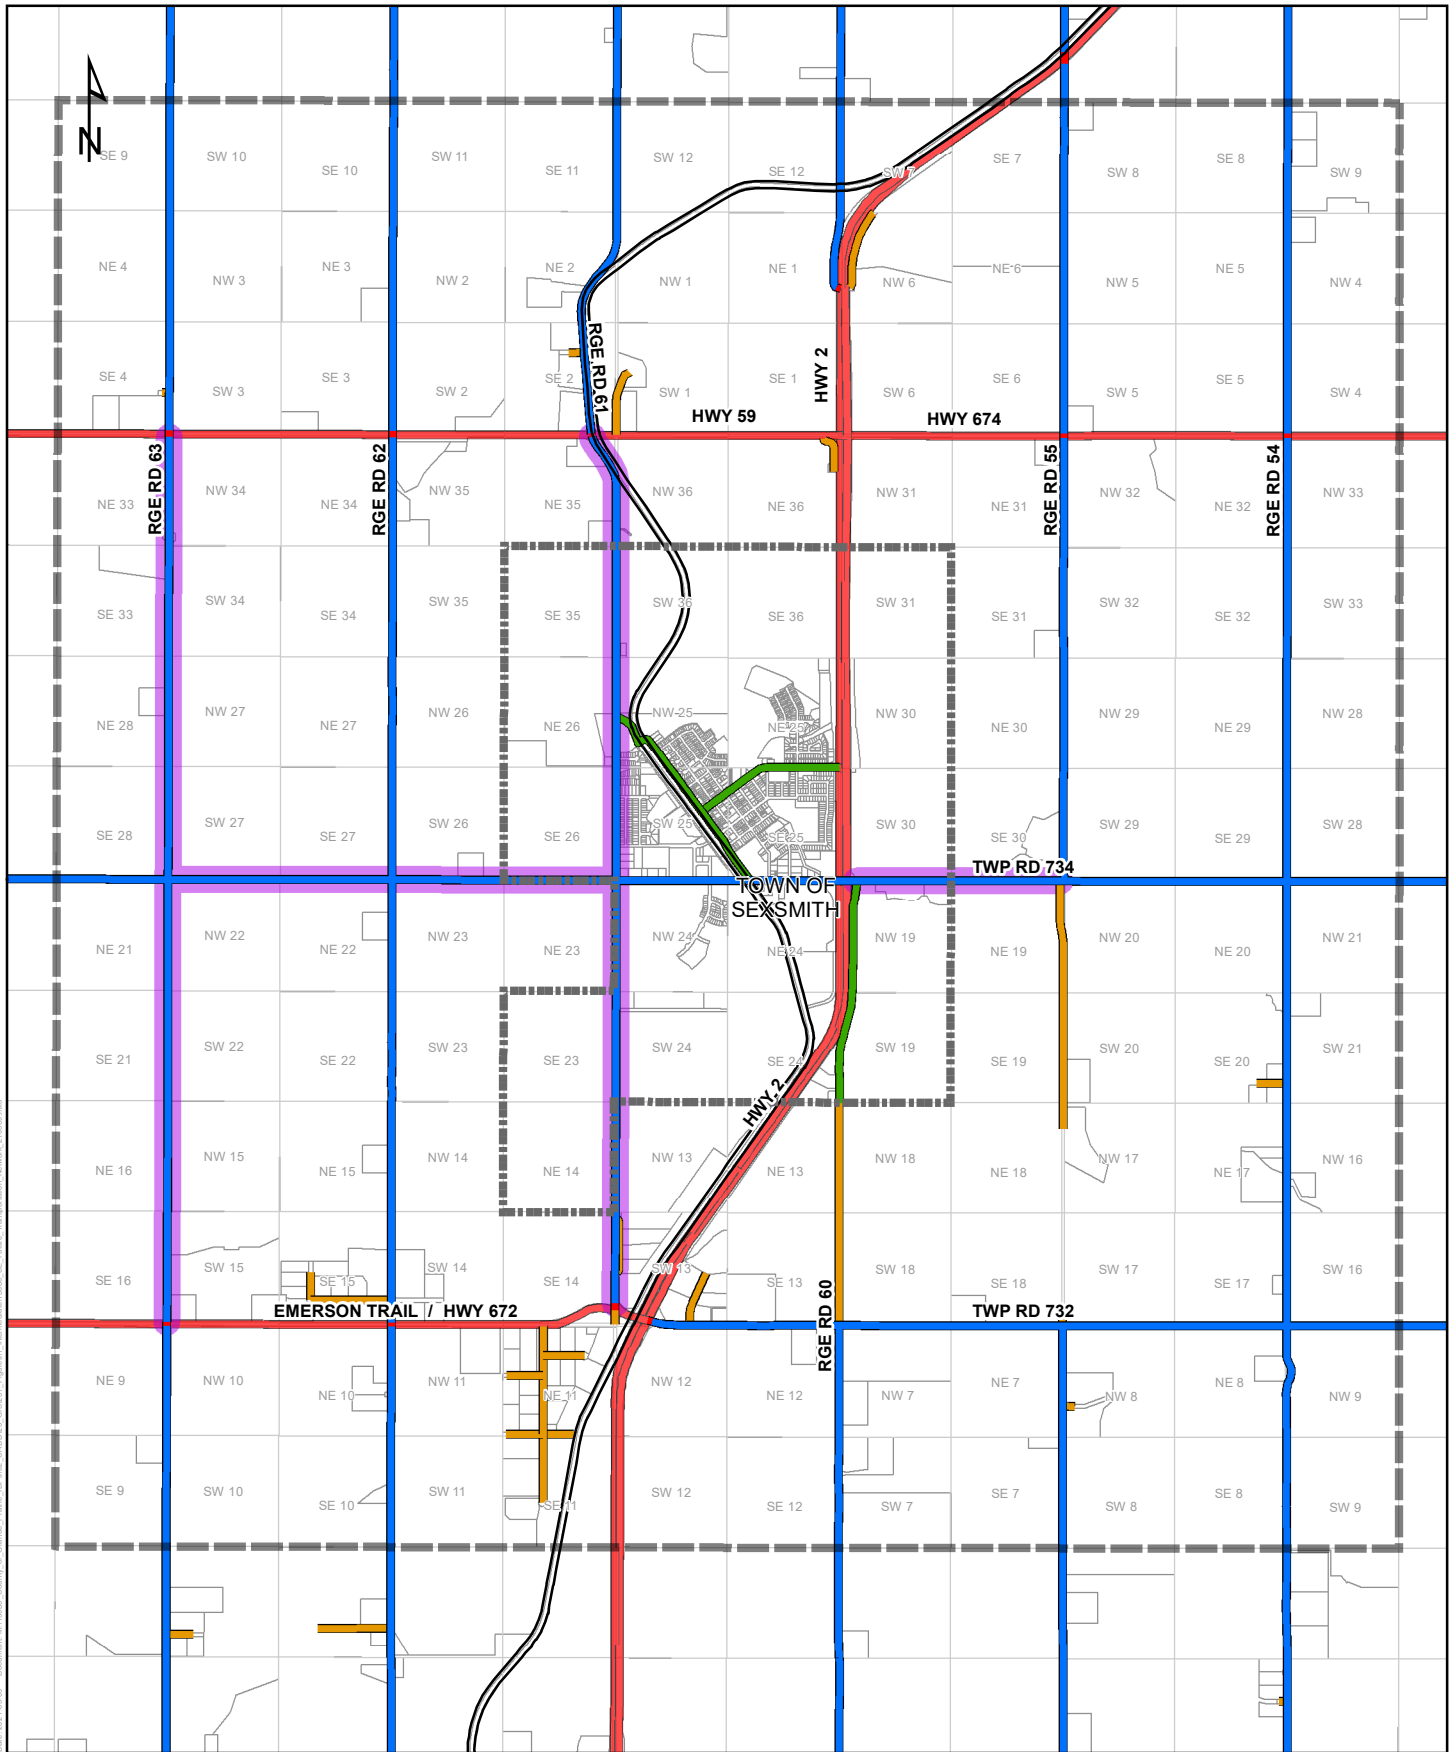 N
SE 9
SW 10
SE 10
SW 11
SE 11
SW 12
SE 12
SW 7
SE 7
SW 8
SE 8
SW 9
NE 4
NW 3
NE 3
NW 2
NE 2
NW 1
NE 1
NW 6
NE 6
NW 5
NE 5
NW 4
SE 4
SW 3
SE 3
SW 2
SE 2
RGE RD 61
SW 1
SE 1
HWY 2
SW 6
SE 6
SW 5
SE 5
SW 4
HWY 59
HWY 674
NE 33
RGE RD 63
NW 34
NE 34
RGE RD 62
NW 35
NE 35
NW 36
NE 36
NW 31
NE 31
RGE RD 55
NW 32
NE 32
RGE RD 54
NW 33
SE 33
SW 34
SE 34
SW 35
SE 35
SW 36
SE 36
SW 31
SE 31
SW 32
SE 32
SW 33
NE 28
NW 27
NE 27
NW 26
NE 26
NW 25
NE 25
NW 30
NE 30
NW 29
NE 29
NW 28
SE 28
SW 27
SE 27
SW 26
SE 26
SW 25
SE 25
SW 30
SE 30
SW 29
SE 29
SW 28
TWP RD 734
TOWN OF
SEXSMITH
NE 21
NW 22
NE 22
NW 23
NE 23
NW 24
NE 24
NW 19
NE 19
NW 20
NE 20
NW 21
SE 21
SW 22
SE 22
SW 23
SE 23
SW 24
SE 24
SW 19
SE 19
SW 20
SE 20
SW 21
HWY 2
NE 16
NW 15
NE 15
NW 14
NE 14
NW 13
NE 13
NW 18
NE 18
NW 17
NE 17
NW 16
SE 16
SW 15
SE 15
SW 14
SE 14
SW 13
SE 13
SW 18
SE 18
SW 17
SE 17
SW 16
EMERSON TRAIL / HWY 672
RGE RD 60
TWP RD 732
NE 9
NW 10
NE 10
NW 11
NE 11
NW 12
NE 12
NW 7
NE 7
NW 8
NE 8
NW 9
SE 9
SW 10
SE 10
SW 11
SE 11
SW 12
SE 12
SW 7
SE 7
SW 8
SE 8
SW 9